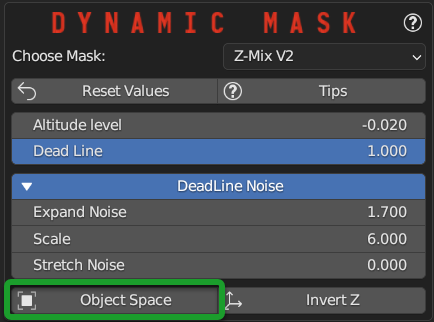 DYNAMIC MASK ?
Choose Mask: Z-Mix V2
Reset Values ? Tips
Altitude level -0.020
Dead Line 1.000
DeadLine Noise
Expand Noise 1.700
Scale 6.000
Stretch Noise 0.000
Object Space Invert Z